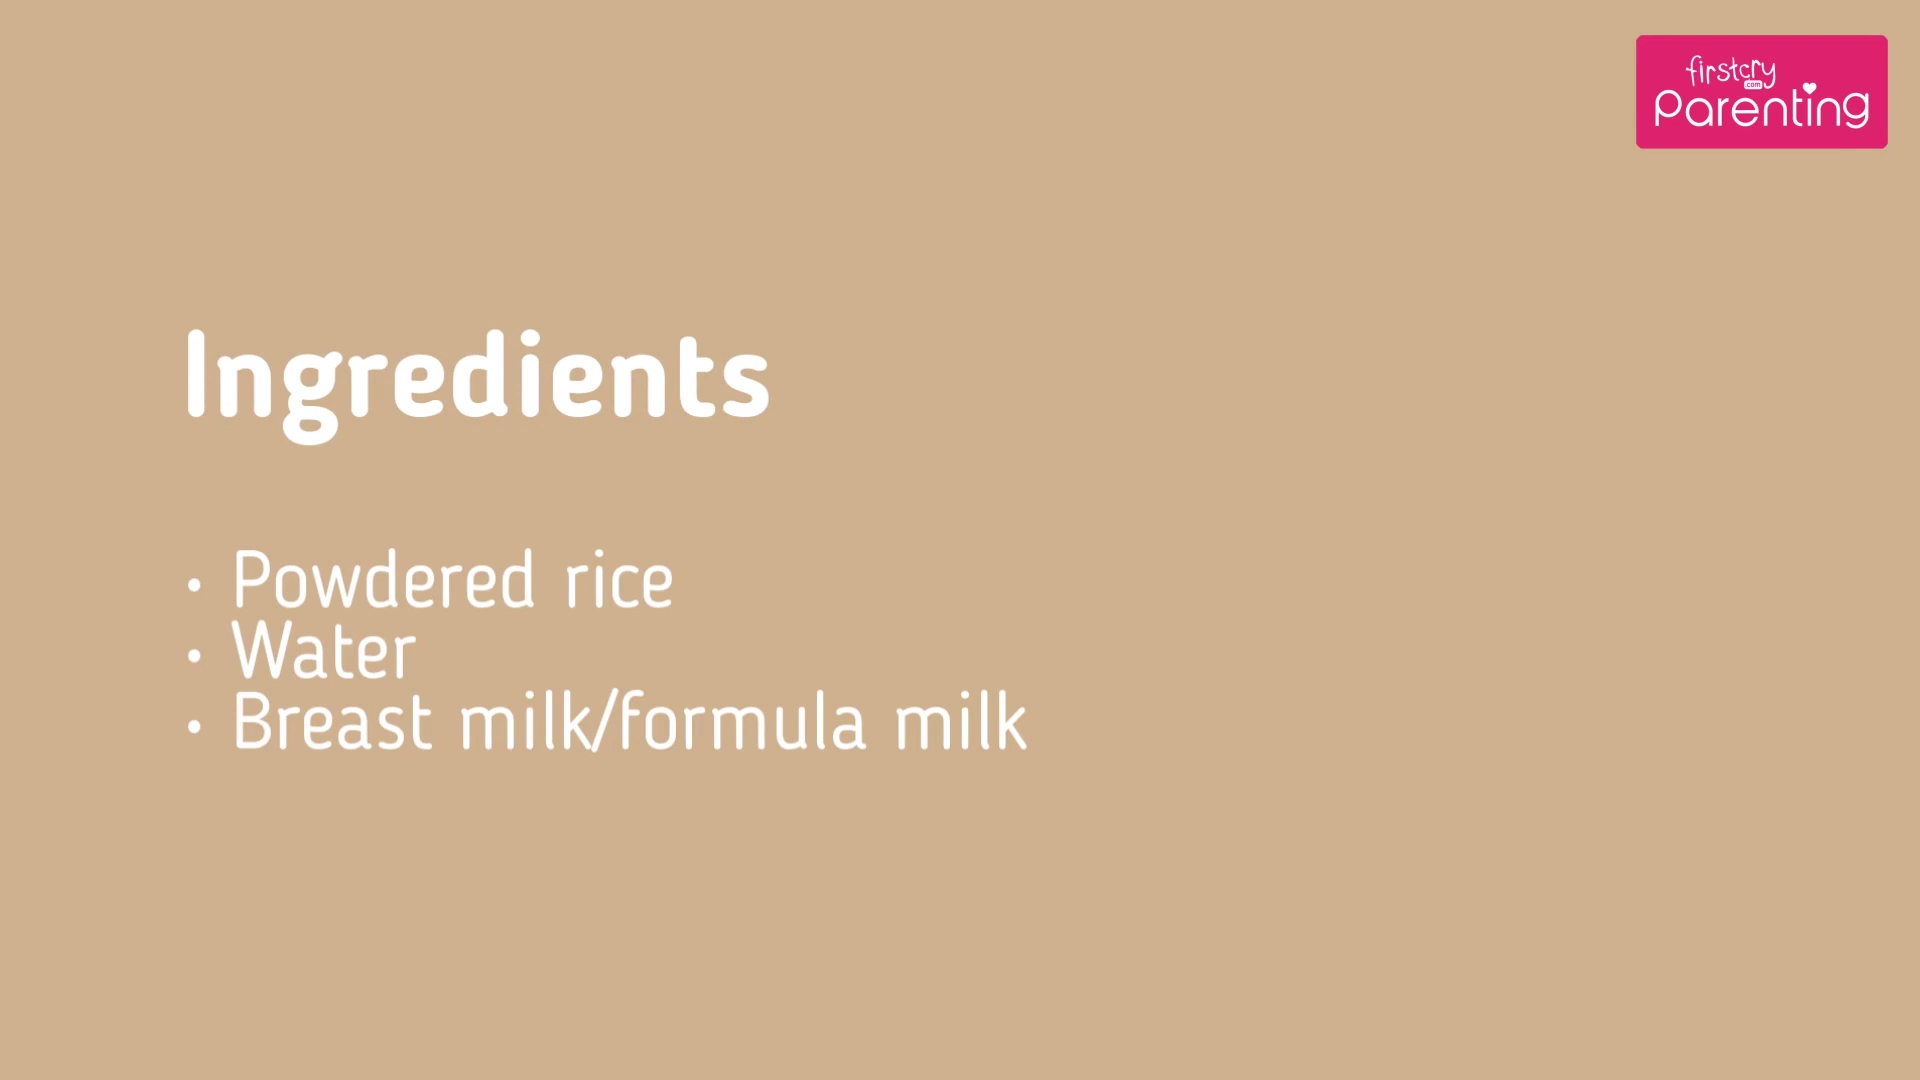 firstcry
.com
Parenting
Ingredients
• Powdered rice
• Water
• Breast milk/formula milk